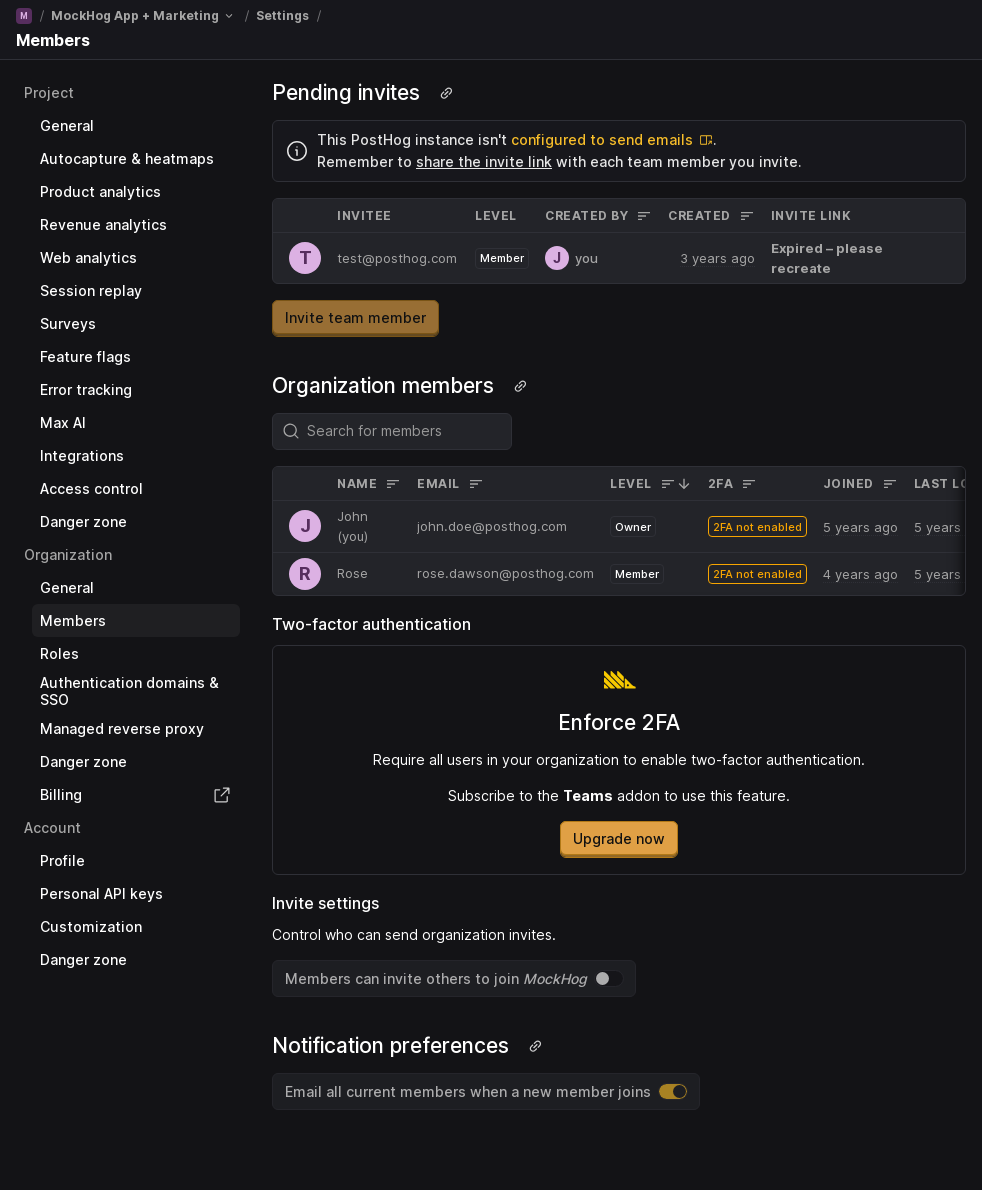 M / MockHog App + Marketing / Settings /
Members
Project
General
Autocapture & heatmaps
Product analytics
Revenue analytics
Web analytics
Session replay
Surveys
Feature flags
Error tracking
Max AI
Integrations
Access control
Danger zone
Organization
General
Members
Roles
Authentication domains &
SSO
Managed reverse proxy
Danger zone
Billing
Account
Profile
Personal API keys
Customization
Danger zone
Pending invites
This PostHog instance isn't configured to send emails .
Remember to share the invite link with each team member you invite.
INVITEE LEVEL CREATED BY CREATED INVITE LINK
T test@posthog.com Member J you 3 years ago Expired – please
recreate
Invite team member
Organization members
Search for members
NAME EMAIL LEVEL 2FA JOINED LAST LO
J John
(you) john.doe@posthog.com Owner 2FA not enabled 5 years ago 5 years
R Rose rose.dawson@posthog.com Member 2FA not enabled 4 years ago 5 years
Two-factor authentication
Enforce 2FA
Require all users in your organization to enable two-factor authentication.
Subscribe to the Teams addon to use this feature.
Upgrade now
Invite settings
Control who can send organization invites.
Members can invite others to join MockHog
Notification preferences
Email all current members when a new member joins